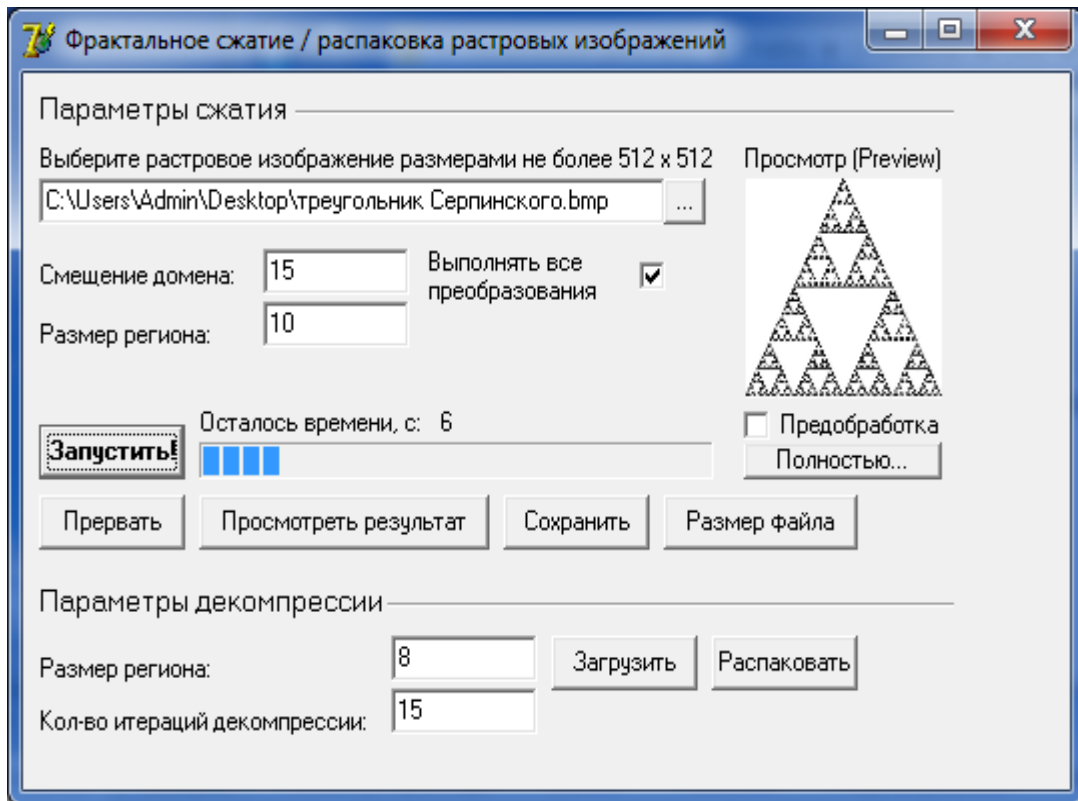 Фрактальное сжатие / распаковка растровых изображений
Параметры сжатия
Выберите растровое изображение размерами не более 512 x 512
Просмотр (Preview)
C:\Users\Admin\Desktop\треугольник Серпинского.bmp
...
Смещение домена:
15
Выполнять все
преобразования
Размер региона:
10
Осталось времени, с: 6
Предобработка
Запустить!
Полностью...
Прервать
Просмотреть результат
Сохранить
Размер файла
Параметры декомпрессии
Размер региона:
8
Загрузить
Распаковать
Кол-во итераций декомпрессии:
15